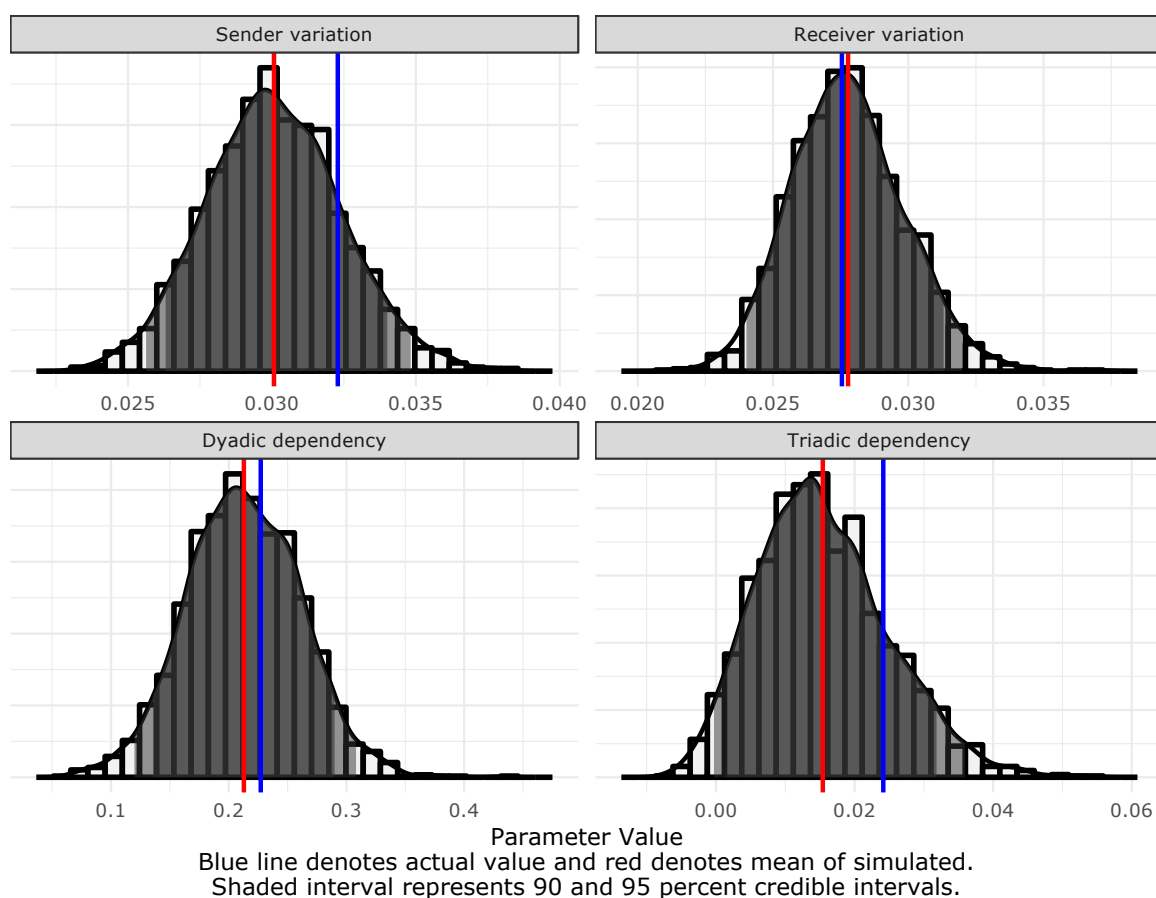 Sender variation
Receiver variation
0.025 0.030 0.035 0.040
0.020 0.025 0.030 0.035
Dyadic dependency
Triadic dependency
0.1 0.2 0.3 0.4
0.00 0.02 0.04 0.06
Parameter Value
Blue line denotes actual value and red denotes mean of simulated.
Shaded interval represents 90 and 95 percent credible intervals.